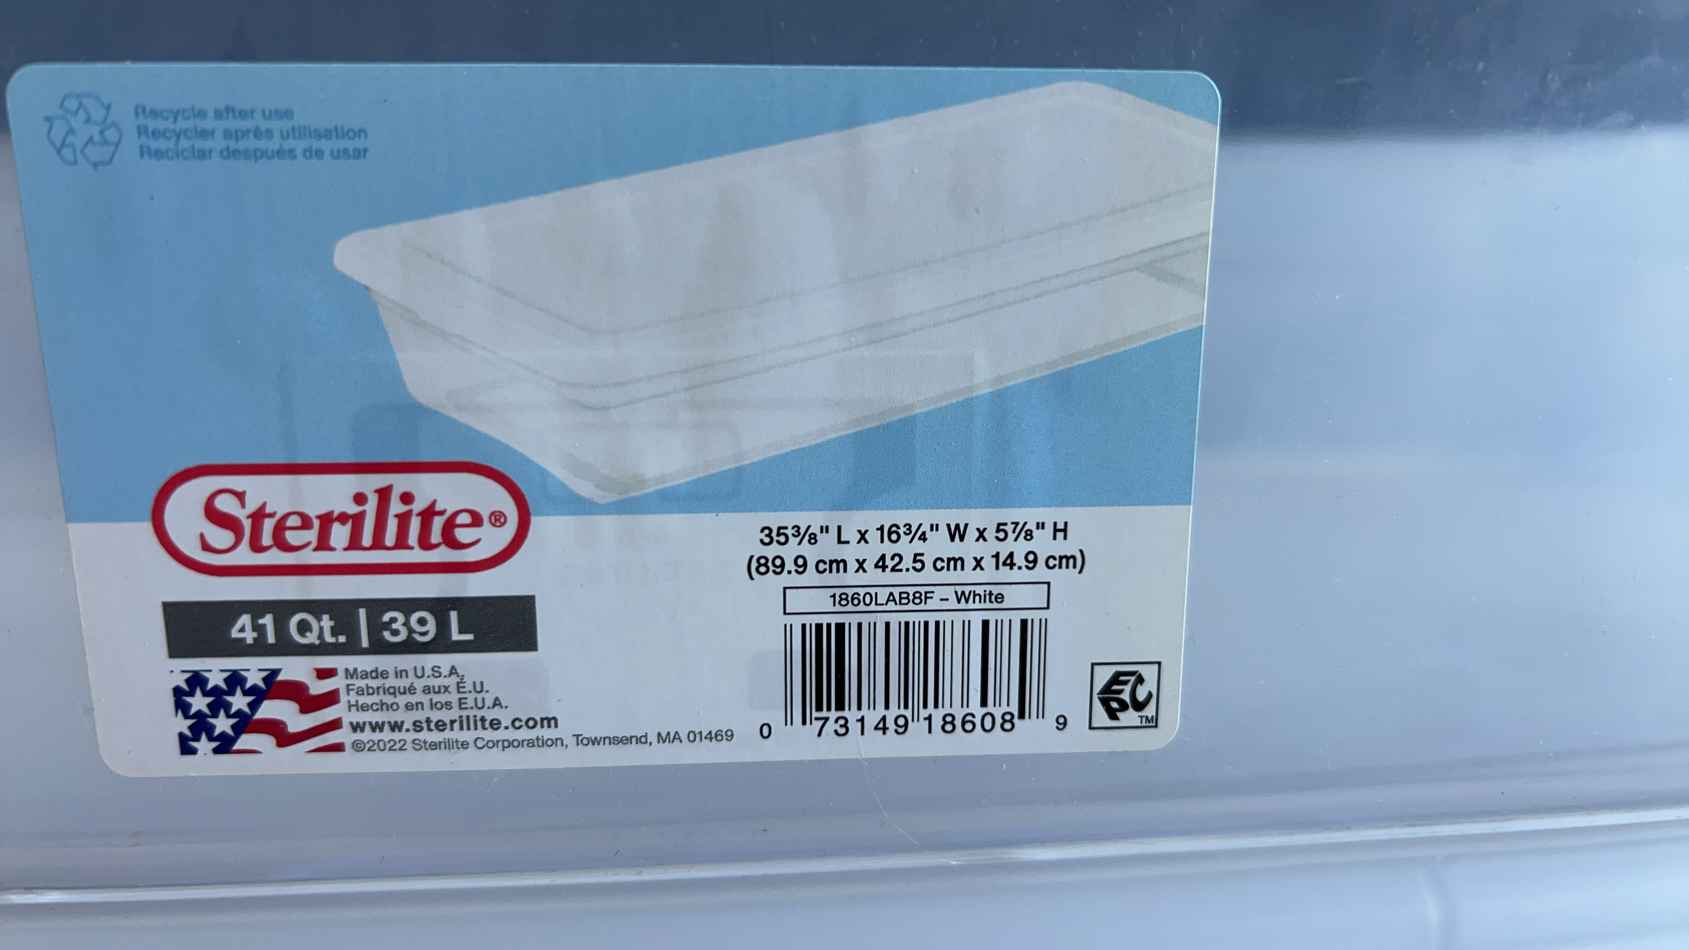 Recycle after use
Recycler après utilisation
Reciclar después de usar
Sterilite®
41 Qt. | 39 L
Made in U.S.A.
Fabriqué aux É.U.
Hecho en los E.U.A.
www.sterilite.com
©2022 Sterilite Corporation, Townsend, MA 01469
35⅜" L x 16¾" W x 5⅞" H
(89.9 cm x 42.5 cm x 14.9 cm)
1860LAB8F – White
0 73149 18608 9
EPC
TM